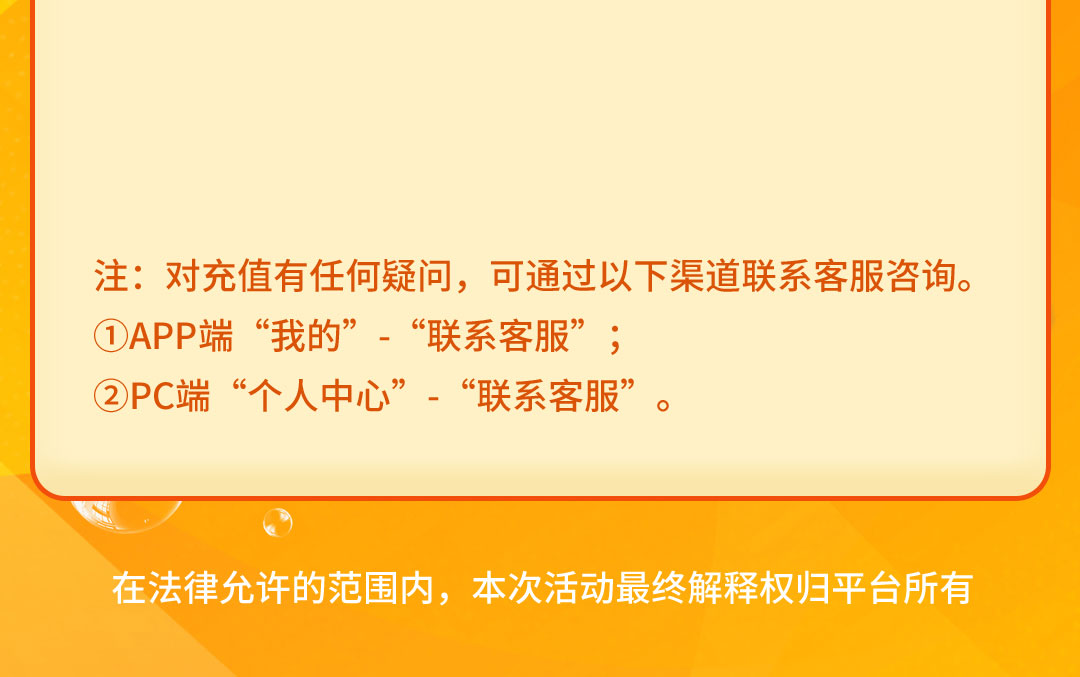 注：对充值有任何疑问，可通过以下渠道联系客服咨询。
①APP端“我的”-“联系客服”；
②PC端“个人中心”-“联系客服”。
在法律允许的范围内，本次活动最终解释权归平台所有